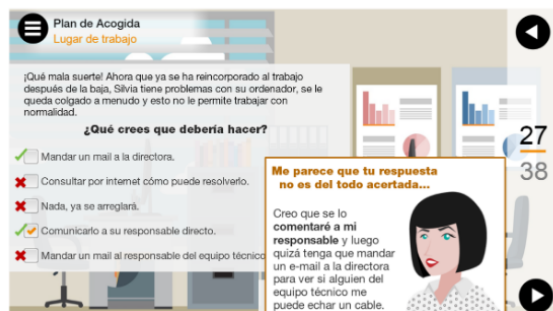 Plan de Acogida
Lugar de trabajo
¡Qué mala suerte! Ahora que ya se ha reincorporado al trabajo
después de la baja, Silvia tiene problemas con su ordenador, se le
queda colgado a menudo y esto no le permite trabajar con
normalidad.
¿Qué crees que debería hacer?
Mandar un mail a la directora.
Consultar por internet cómo puede resolverlo.
Nada, ya se arreglará.
Comunicarlo a su responsable directo.
Mandar un mail al responsable del equipo técnico
Me parece que tu respuesta
no es del todo acertada...
Creo que se lo
comentaré a mi
responsable y luego
quizá tenga que mandar
un e-mail a la directora
para ver si alguien del
equipo técnico me
puede echar un cable.
27
38